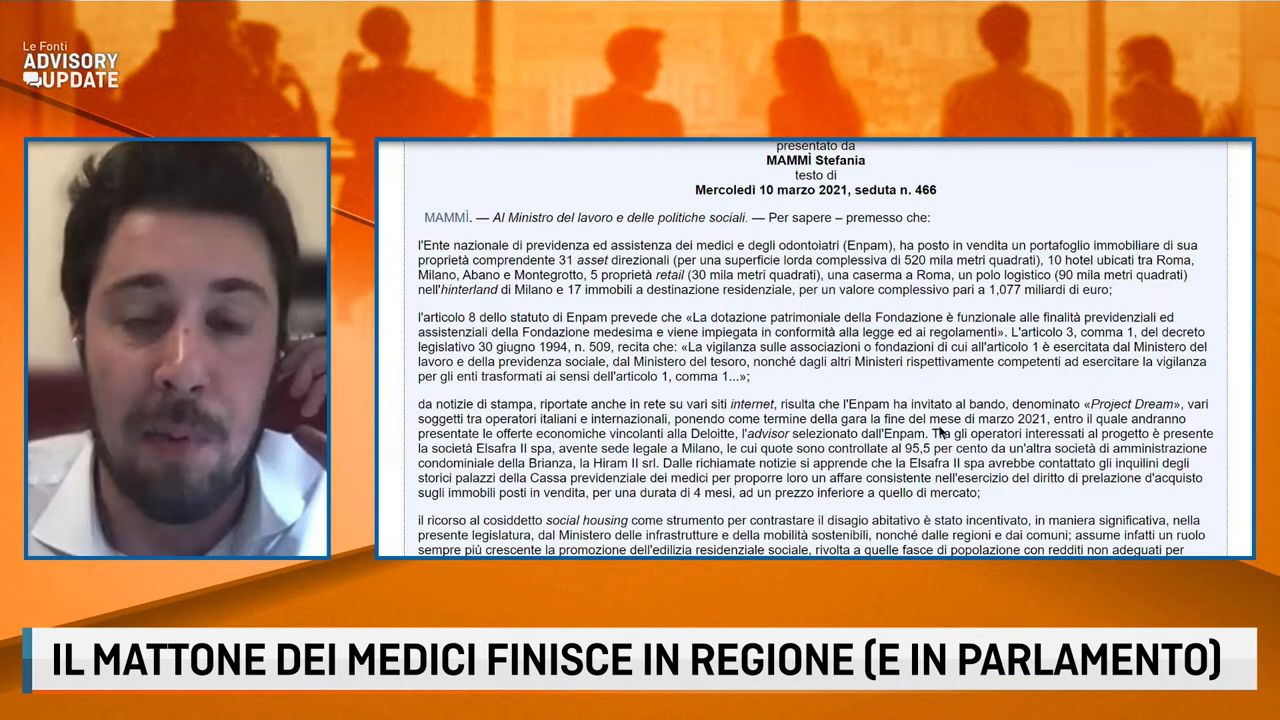 Le Fonti
ADVISORY
UPDATE
presentato da
MAMMÌ Stefania
testo di
Mercoledì 10 marzo 2021, seduta n. 466
MAMMÌ. — Al Ministro del lavoro e delle politiche sociali. — Per sapere – premesso che:
l'Ente nazionale di previdenza ed assistenza dei medici e degli odontoiatri (Enpam), ha posto in vendita un portafoglio immobiliare di sua
proprietà comprendente 31 asset direzionali (per una superficie lorda complessiva di 520 mila metri quadrati), 10 hotel ubicati tra Roma,
Milano, Abano e Montegrotto, 5 proprietà retail (30 mila metri quadrati), una caserma a Roma, un polo logistico (90 mila metri quadrati)
nell'hinterland di Milano e 17 immobili a destinazione residenziale, per un valore complessivo pari a 1,077 miliardi di euro;
l'articolo 8 dello statuto di Enpam prevede che «La dotazione patrimoniale della Fondazione è funzionale alle finalità previdenziali ed
assistenziali della Fondazione medesima e viene impiegata in conformità alla legge ed ai regolamenti». L'articolo 3, comma 1, del decreto
legislativo 30 giugno 1994, n. 509, recita che: «La vigilanza sulle associazioni o fondazioni di cui all'articolo 1 è esercitata dal Ministero del
lavoro e della previdenza sociale, dal Ministero del tesoro, nonché dagli altri Ministeri rispettivamente competenti ad esercitare la vigilanza
per gli enti trasformati ai sensi dell'articolo 1, comma 1...»;
da notizie di stampa, riportate anche in rete su vari siti internet, risulta che l'Enpam ha invitato al bando, denominato «Project Dream», vari
soggetti tra operatori italiani e internazionali, ponendo come termine della gara la fine del mese di marzo 2021, entro il quale andranno
presentate le offerte economiche vincolanti alla Deloitte, l'advisor selezionato dall'Enpam. Tra gli operatori interessati al progetto è presente
la società Elsafra II spa, avente sede legale a Milano, le cui quote sono controllate al 95,5 per cento da un'altra società di amministrazione
condominiale della Brianza, la Hiram II srl. Dalle richiamate notizie si apprende che la Elsafra II spa avrebbe contattato gli inquilini degli
storici palazzi della Cassa previdenziale dei medici per proporre loro un affare consistente nell'esercizio del diritto di prelazione d'acquisto
sugli immobili posti in vendita, per una durata di 4 mesi, ad un prezzo inferiore a quello di mercato;
il ricorso al cosiddetto social housing come strumento per contrastare il disagio abitativo è stato incentivato, in maniera significativa, nella
presente legislatura, dal Ministero delle infrastrutture e della mobilità sostenibili, nonché dalle regioni e dai comuni; assume infatti un ruolo
sempre più crescente la promozione dell'edilizia residenziale sociale, rivolta a quelle fasce di popolazione con redditi non adeguati per
IL MATTONE DEI MEDICI FINISCE IN REGIONE (E IN PARLAMENTO)